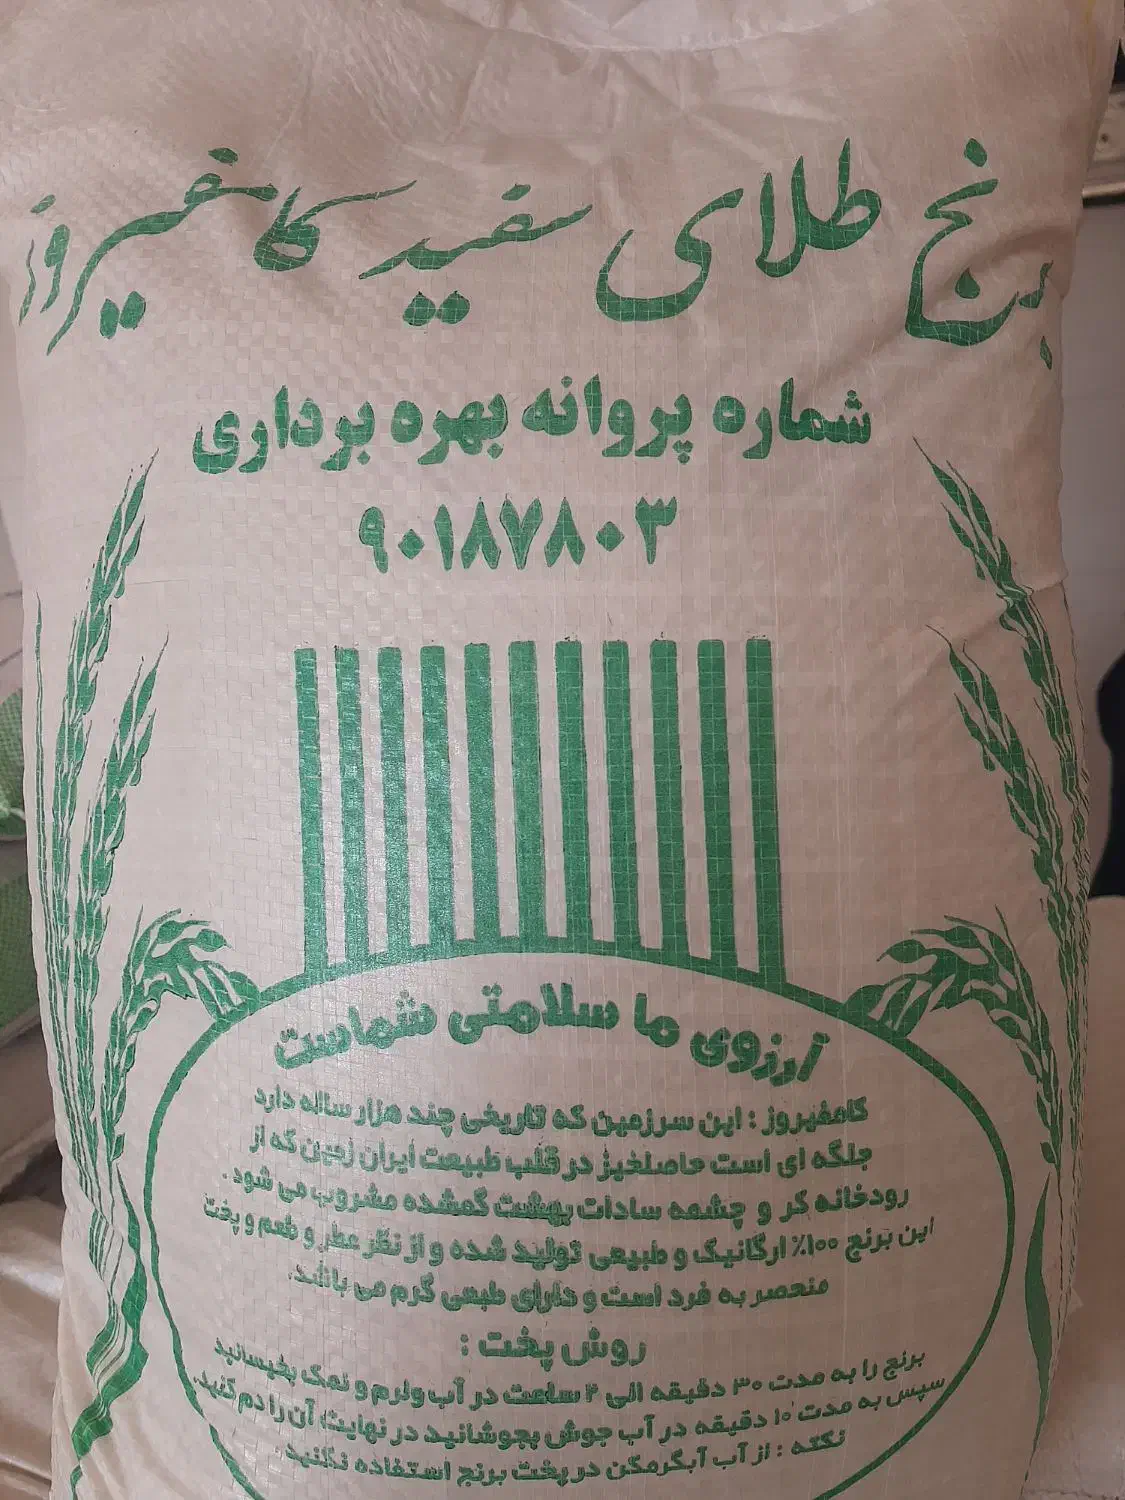 برنج طلای سفید کامفیروز
شماره پروانه بهره برداری
۹۰۱۸۷۸۰۳
آرزوی ما سلامتی شماست
کامفیروز : این سرزمین که تاریخی چند هزار ساله دارد
جلگه ای است حاصلخیز در قلب طبیعت ایران زمین که از
رودخانه کر و چشمه سادات بهشت گمشده مشروب می شود .
این برنج ۱۰۰٪ ارگانیک و طبیعی تولید شده و از نظر عطر و طعم و پخت
منحصر به فرد است و دارای طبعی گرم می باشد.
روش پخت :
برنج را به مدت ۳۰ دقیقه الی ۲ ساعت در آب ولرم و نمک بخیسانید
سپس به مدت ۱۰ دقیقه در آب جوش بجوشانید در نهایت آن را دم کنید.
نکته : از آب آبگرمکن در پخت برنج استفاده نکنید .